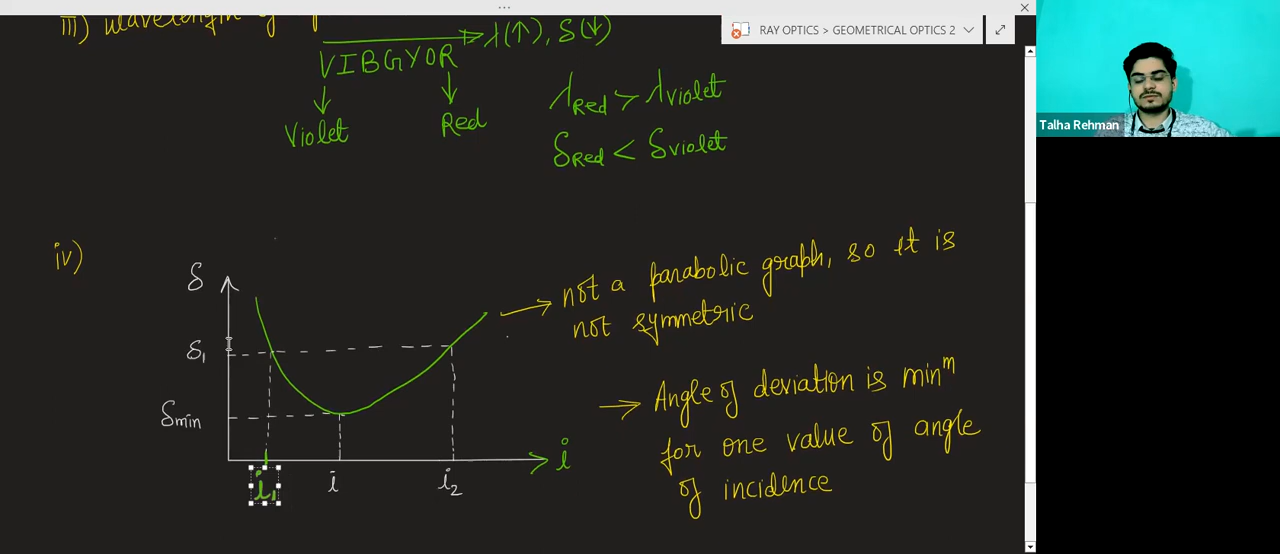 iii) wavelength of
RAY OPTICS > GEOMETRICAL OPTICS 2
λ(↑), δ(↓)
VIBGYOR
Violet
Red
λRed > λviolet
δRed < δviolet
Talha Rehman
iv)
δ
δ₁
δmin
i₁
i
i₂
i
not a parabolic graph, so it is
not symmetric
→ Angle of deviation is minᵐ
for one value of angle
of incidence